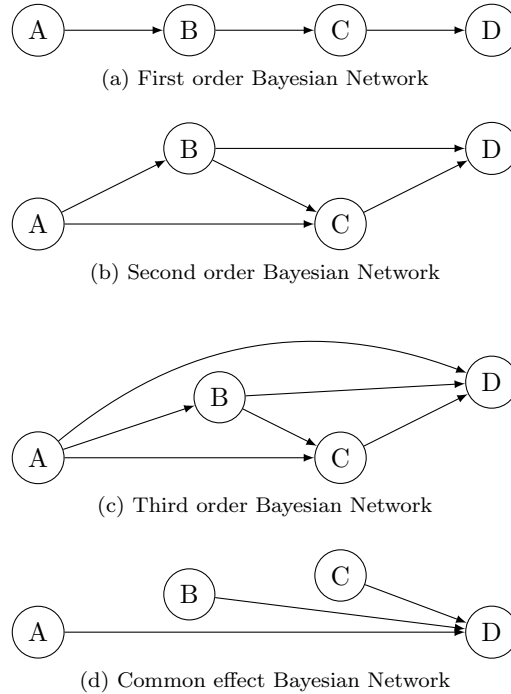 A B C D
(a) First order Bayesian Network
B D
A C
(b) Second order Bayesian Network
D
B
A C
(c) Third order Bayesian Network
C
B
A D
(d) Common effect Bayesian Network